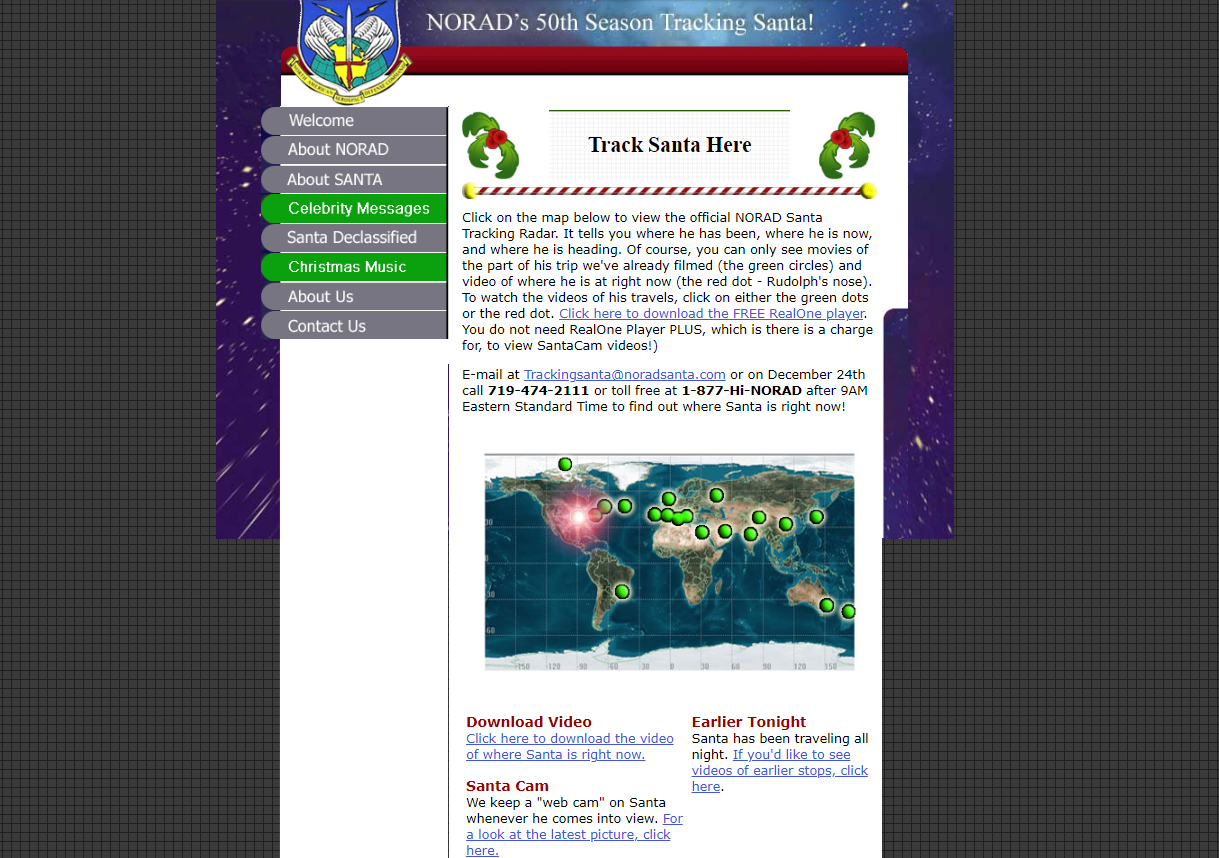 NORAD's 50th Season Tracking Santa!
NORTH AMERICAN AEROSPACE DEFENSE COMMAND
Welcome
About NORAD
About SANTA
Celebrity Messages
Santa Declassified
Christmas Music
About Us
Contact Us
Track Santa Here
Click on the map below to view the official NORAD Santa
Tracking Radar. It tells you where he has been, where he is now,
and where he is heading. Of course, you can only see movies of
the part of his trip we've already filmed (the green circles) and
video of where he is at right now (the red dot - Rudolph's nose).
To watch the videos of his travels, click on either the green dots
or the red dot. Click here to download the FREE RealOne player.
You do not need RealOne Player PLUS, which is there is a charge
for, to view SantaCam videos!)
E-mail at Trackingsanta@noradsanta.com or on December 24th
call 719-474-2111 or toll free at 1-877-Hi-NORAD after 9AM
Eastern Standard Time to find out where Santa is right now!
30
0
-30
-60
-150 -120 -90 -60 -30 0 30 60 90 120 150
Download Video
Click here to download the video
of where Santa is right now.
Santa Cam
We keep a "web cam" on Santa
whenever he comes into view. For
a look at the latest picture, click
here.
Earlier Tonight
Santa has been traveling all
night. If you'd like to see
videos of earlier stops, click
here.